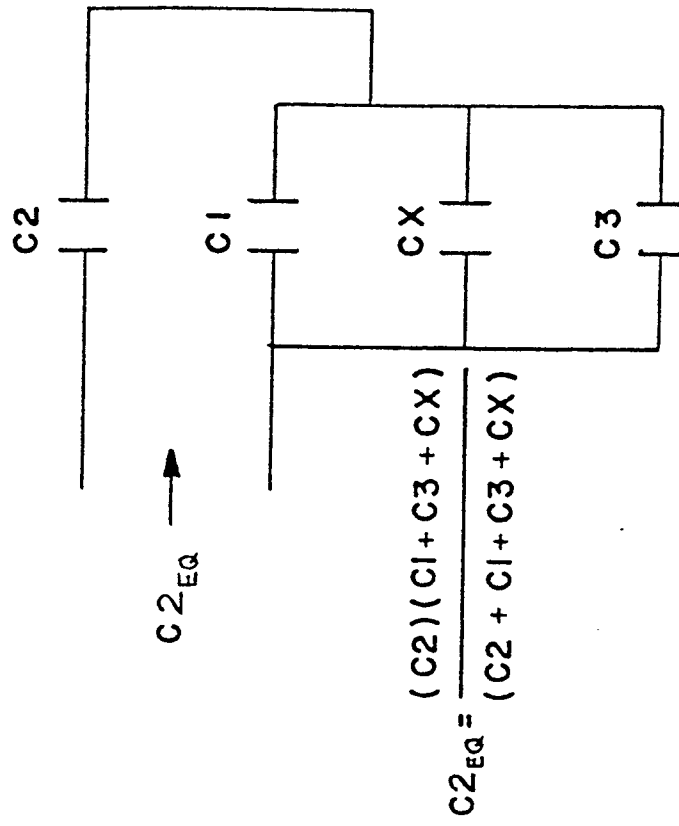 C2
C1
CX
C3
C2EQ
C2EQ = (C2)(C1 + C3 + CX)
(C2 + C1 + C3 + CX)